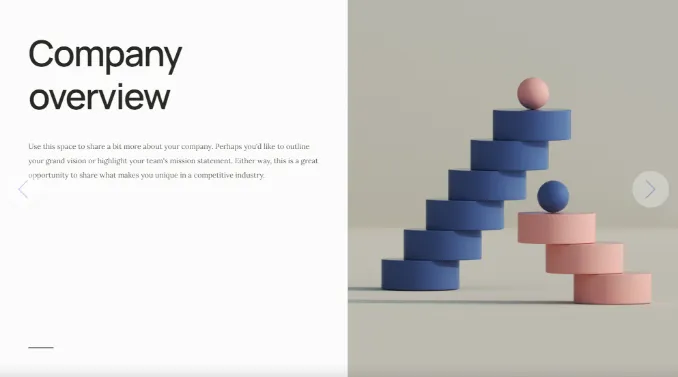 Company
overview
Use this space to share a bit more about your company. Perhaps you'd like to outline
your grand vision or highlight your team's mission statement. Either way, this is a great
opportunity to share what makes you unique in a competitive industry.